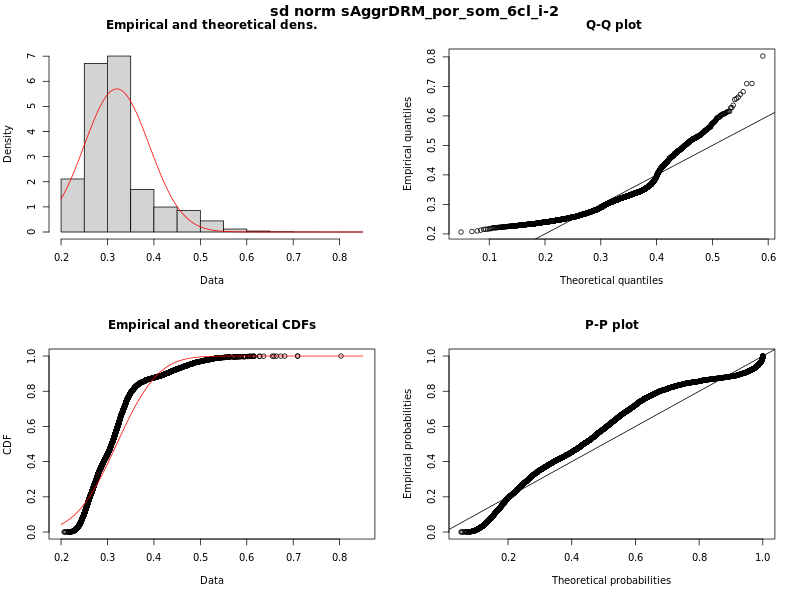 sd norm sAggrDRM_por_som_6cl_i-2
Empirical and theoretical dens.
Density
0 1 2 3 4 5 6 7
0.2 0.3 0.4 0.5 0.6 0.7 0.8
Data
Q-Q plot
Empirical quantiles
0.2 0.3 0.4 0.5 0.6 0.7 0.8
0.1 0.2 0.3 0.4 0.5 0.6
Theoretical quantiles
Empirical and theoretical CDFs
CDF
0.0 0.2 0.4 0.6 0.8 1.0
0.2 0.3 0.4 0.5 0.6 0.7 0.8
Data
P-P plot
Empirical probabilities
0.0 0.2 0.4 0.6 0.8 1.0
0.2 0.4 0.6 0.8 1.0
Theoretical probabilities